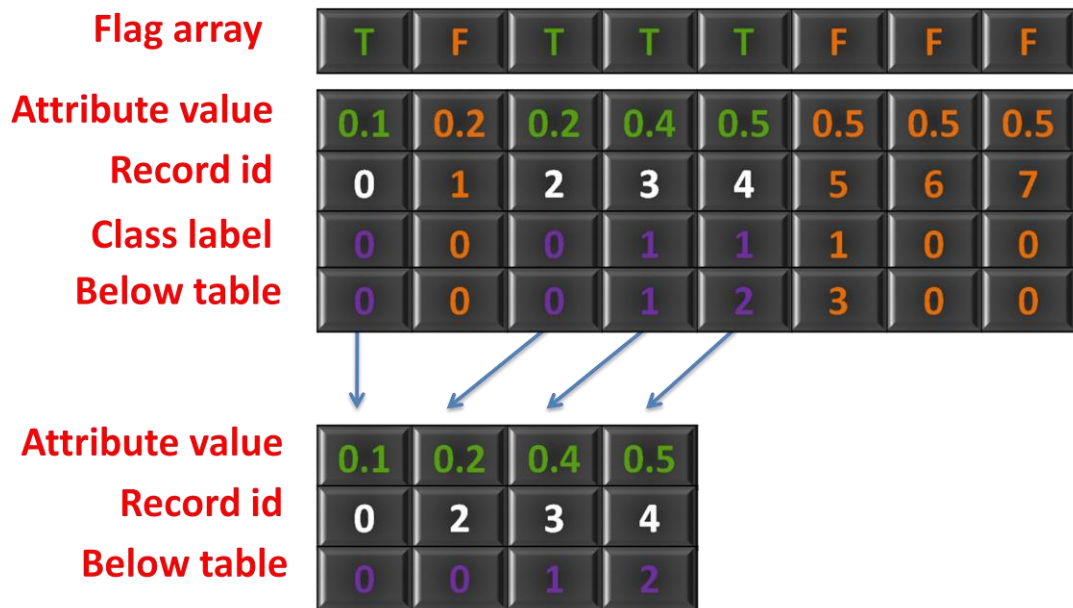 Flag array T F T T T F F F
Attribute value 0.1 0.2 0.2 0.4 0.5 0.5 0.5 0.5
Record id 0 1 2 3 4 5 6 7
Class label 0 0 0 1 1 1 0 0
Below table 0 0 0 1 2 3 0 0
Attribute value 0.1 0.2 0.4 0.5
Record id 0 2 3 4
Below table 0 0 1 2